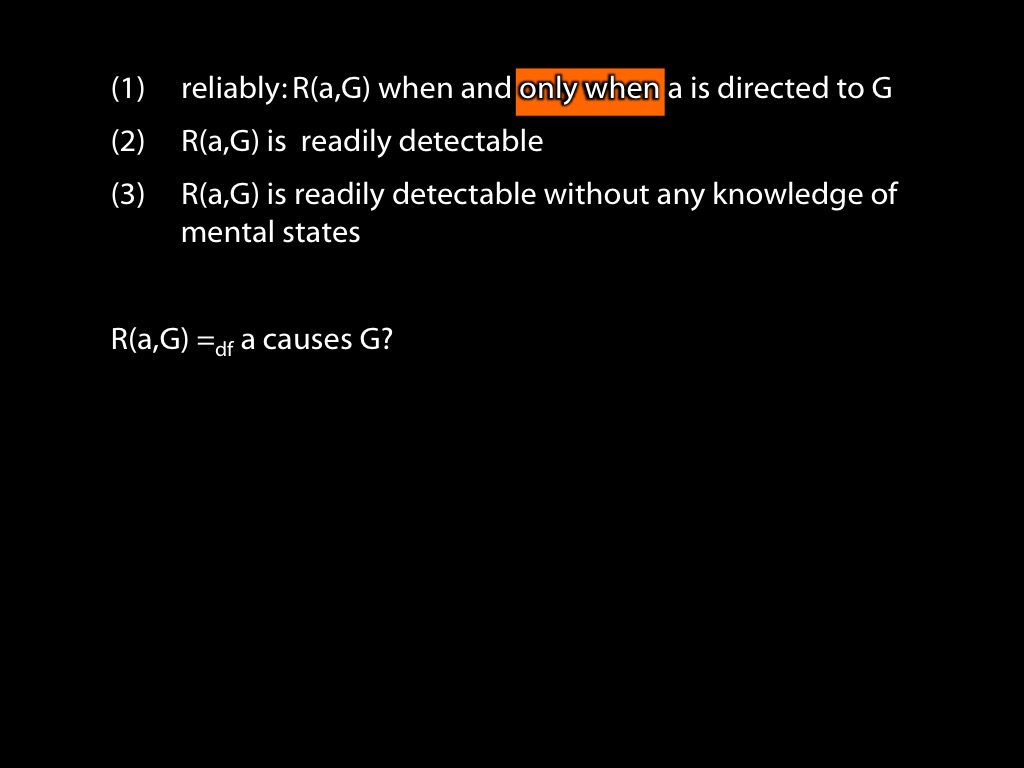 (1) reliably: R(a,G) when and only when a is directed to G
(2) R(a,G) is readily detectable
(3) R(a,G) is readily detectable without any knowledge of
mental states
R(a,G) =df a causes G?